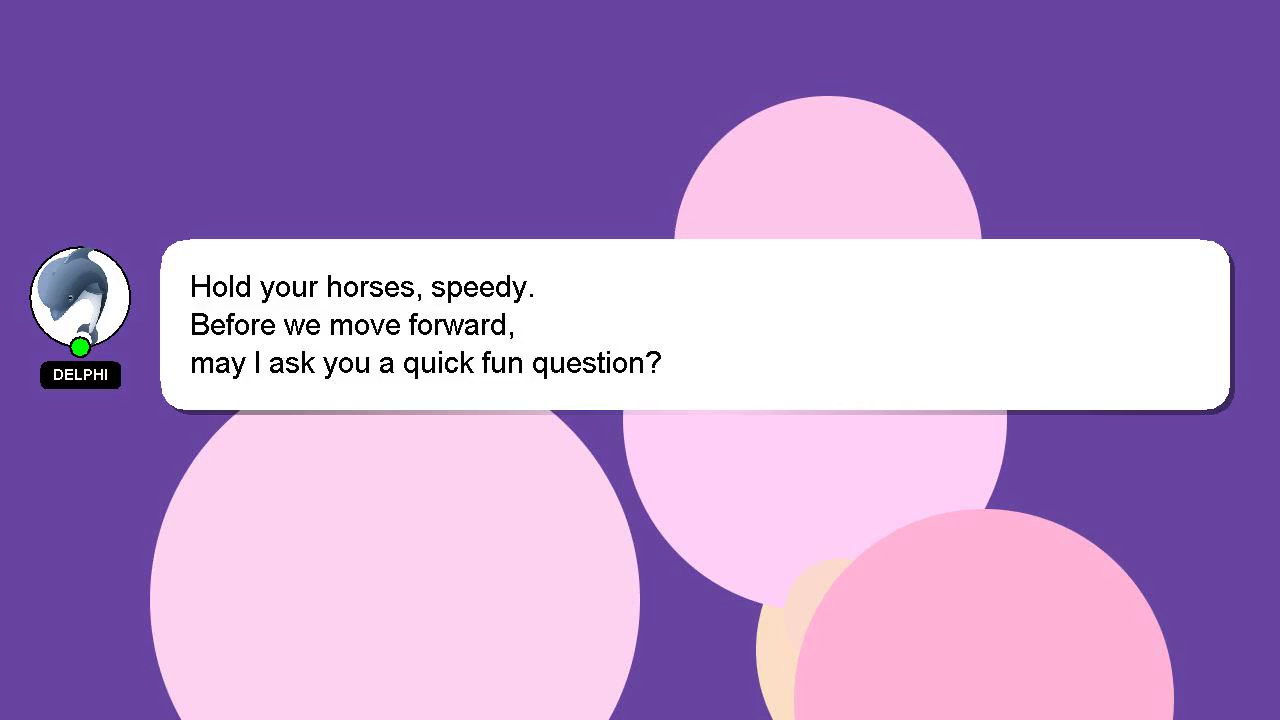 Hold your horses, speedy.
Before we move forward,
may I ask you a quick fun question?
DELPHI